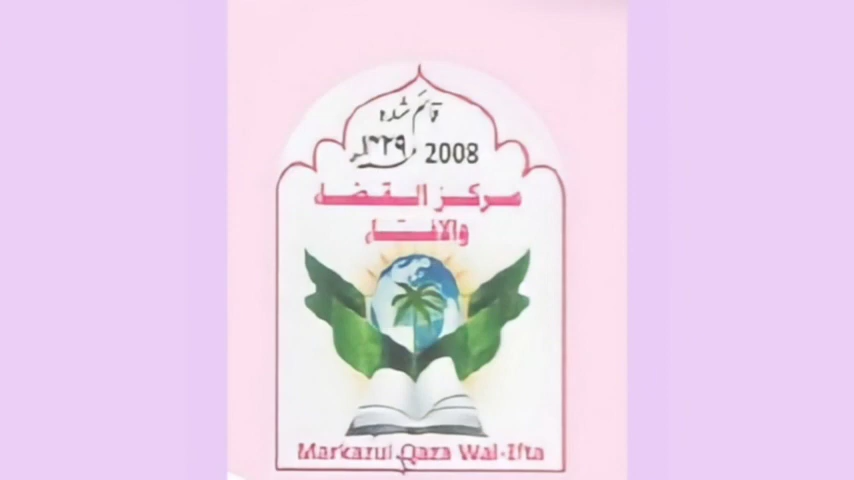 قائم شدہ
۱۴۲۹ھ 2008
مرکز القضاء
والافتاء
Markazul Qaza Wal-Ifta